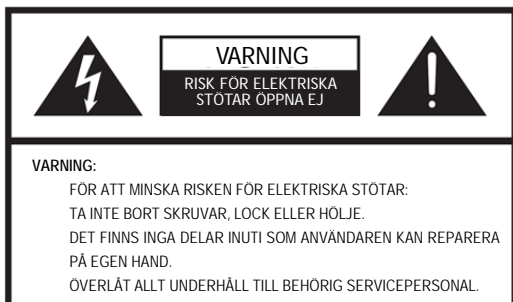 VARNING
RISK FÖR ELEKTRISKA
STÖTAR ÖPPNA EJ
VARNING:
FÖR ATT MINSKA RISKEN FÖR ELEKTRISKA STÖTAR:
TA INTE BORT SKRUVAR, LOCK ELLER HÖLJE.
DET FINNS INGA DELAR INUTI SOM ANVÄNDAREN KAN REPARERA
PÅ EGEN HAND.
ÖVERLÅT ALLT UNDERHÅLL TILL BEHÖRIG SERVICEPERSONAL.